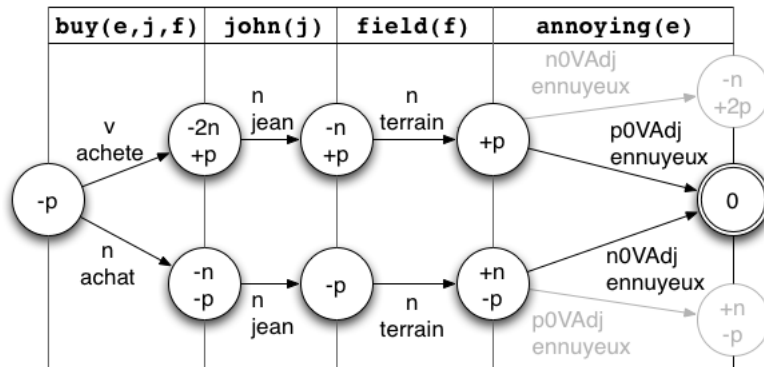 buy(e,j,f) john(j) field(f) annoying(e)
n0VAdj
ennuyeux
-n
+2p
v
achete
-2n
+p
n
jean
-n
+p
n
terrain
+p
p0VAdj
ennuyeux
-p
0
n
achat
-n
-p
n
jean
-p
n
terrain
+n
-p
n0VAdj
ennuyeux
p0VAdj
ennuyeux
+n
-p